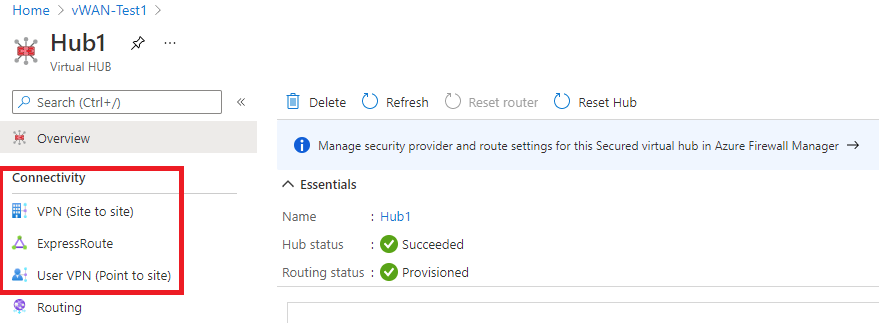 Home > vWAN-Test1 >
Hub1
...
Virtual HUB
Search (Ctrl+/)
«
Overview
Connectivity
VPN (Site to site)
ExpressRoute
User VPN (Point to site)
Routing
Delete Refresh Reset router Reset Hub
Manage security provider and route settings for this Secured virtual hub in Azure Firewall Manager →
Essentials
Name : Hub1
Hub status : Succeeded
Routing status : Provisioned